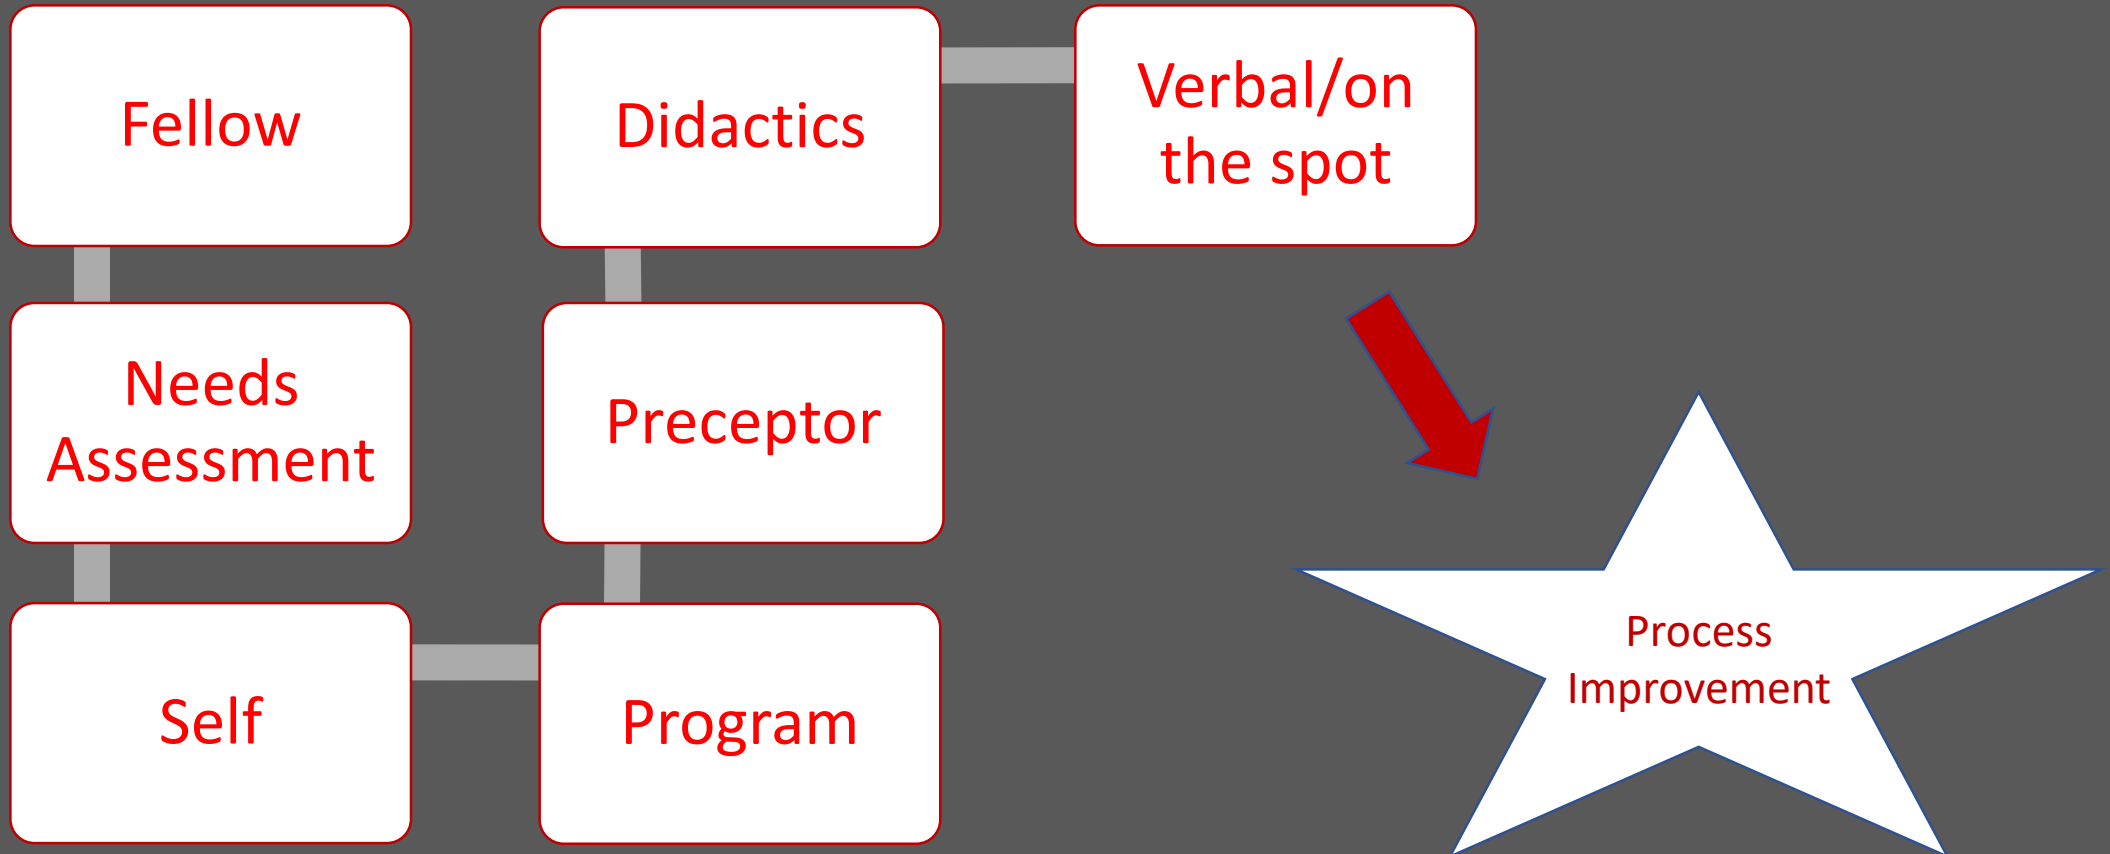 Fellow
Needs
Assessment
Self
Program
Preceptor
Didactics
Verbal/on
the spot
Process
Improvement